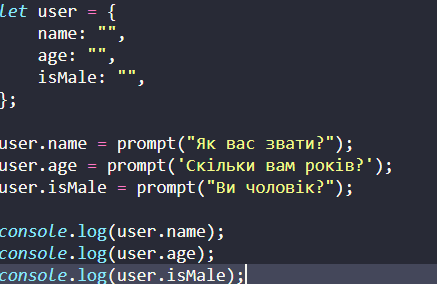 let user = {
    name: "",
    age: "",
    isMale: "",
};
user.name = prompt("Як вас звати?");
user.age = prompt('Скільки вам років?');
user.isMale = prompt("Ви чоловік?");
console.log(user.name);
console.log(user.age);
console.log(user.isMale);